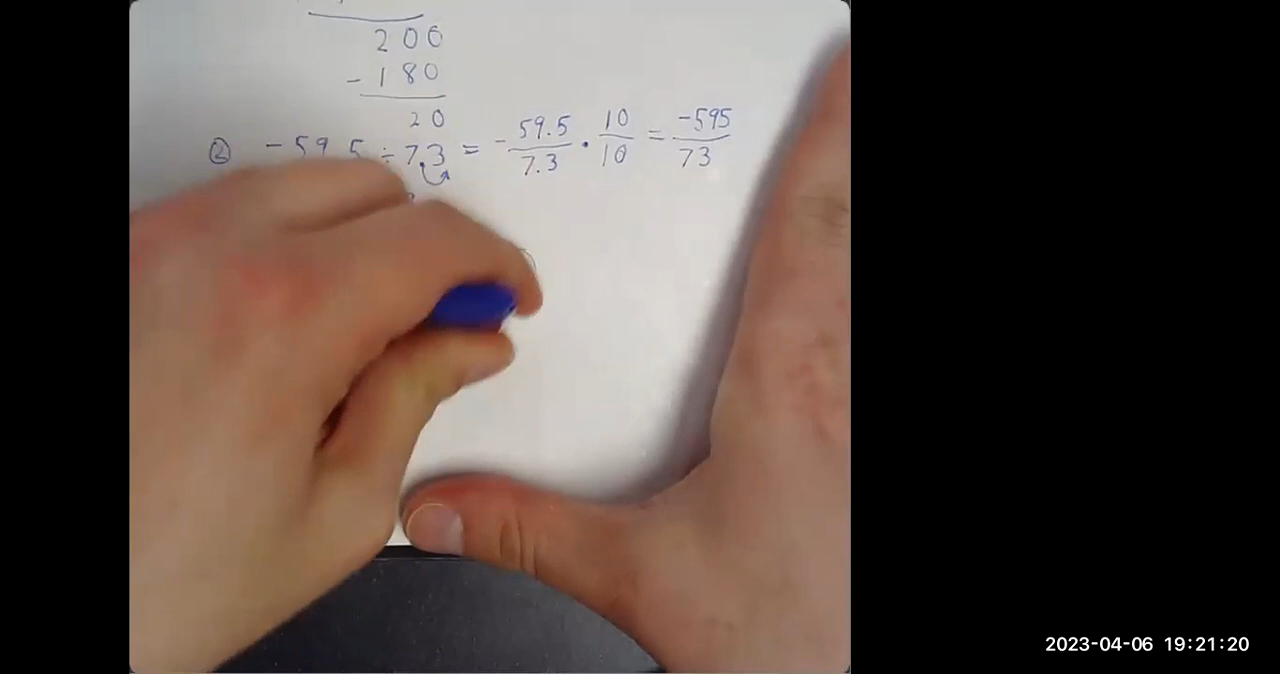 200
- 180
20
② - 59.5 ÷ 7.3 = - 59.5/7.3 · 10/10 = -595/73
2023-04-06 19:21:20